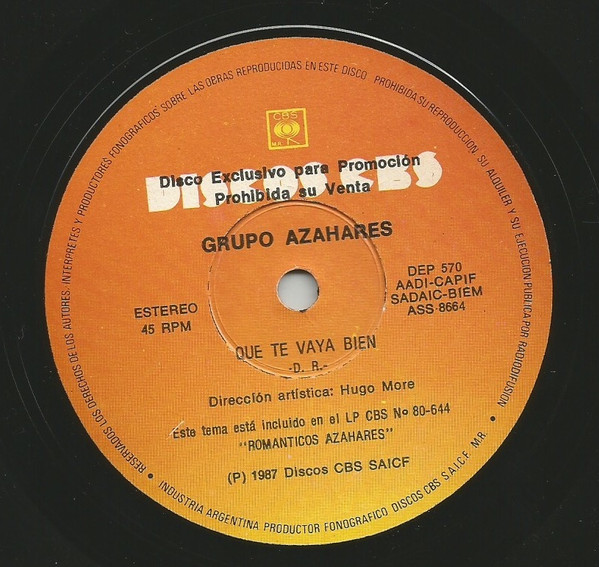 RESERVADOS LOS DERECHOS DE LOS AUTORES. INTERPRETES Y PRODUCTORES FONOGRAFICOS SOBRE LAS OBRAS REPRODUCIDAS EN ESTE DISCO
PROHIBIDA SU REPRODUCCION, SU ALQUILER Y SU EJECUCION PUBLICA POR RADIODIFUSION
CBS
M.R.
Disco Exclusivo para Promoción
DISCOS CBS
Prohibida su Venta
GRUPO AZAHARES
ESTEREO
45 RPM
DEP 570
AADI-CAPIF
SADAIC-BIEM
ASS-8664
QUE TE VAYA BIEN
-D. R.-
Dirección artística: Hugo More
Este tema está incluido en el LP CBS Nº 80-644
"ROMANTICOS AZAHARES"
(P) 1987 Discos CBS SAICF
INDUSTRIA ARGENTINA PRODUCTOR FONOGRAFICO DISCOS CBS S.A.I.C.F. M.R.